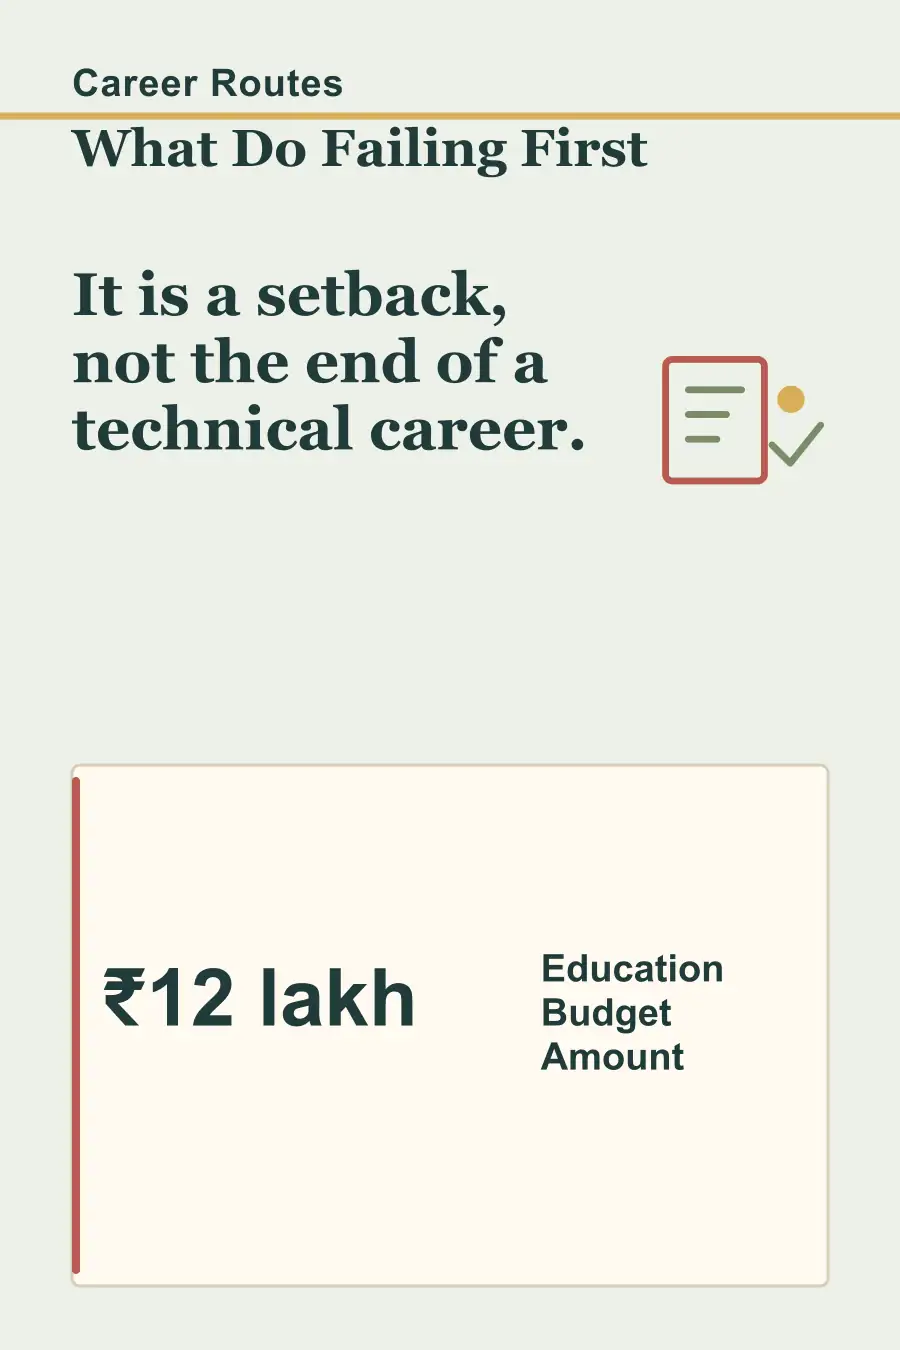 Career Routes
What Do Failing First
It is a setback,
not the end of a
technical career.
₹12 lakh
Education
Budget
Amount